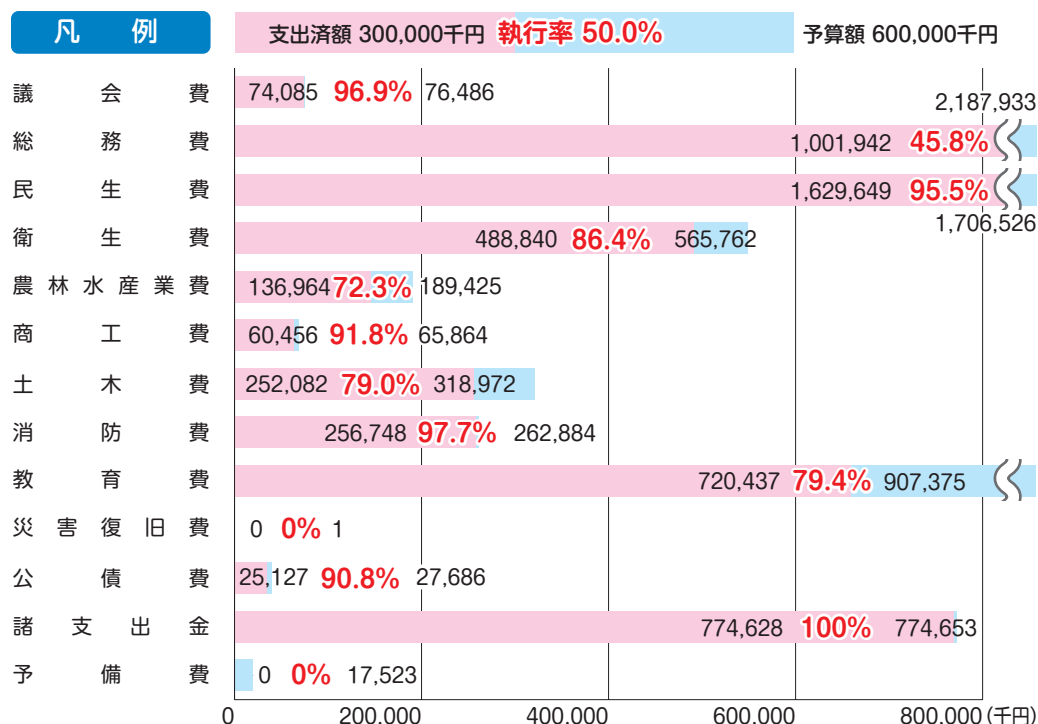 凡例 支出済額 300,000千円 執行率 50.0% 予算額 600,000千円
議会費 74,085 96.9% 76,486
2,187,933
総務費 1,001,942 45.8%
民生費 1,629,649 95.5%
1,706,526
衛生費 488,840 86.4% 565,762
農林水産業費 136,964 72.3% 189,425
商工費 60,456 91.8% 65,864
土木費 252,082 79.0% 318,972
消防費 256,748 97.7% 262,884
教育費 720,437 79.4% 907,375
災害復旧費 0 0% 1
公債費 25,127 90.8% 27,686
諸支出金 774,628 100% 774,653
予備費 0 0% 17,523
0 200,000 400,000 600,000 800,000 (千円)